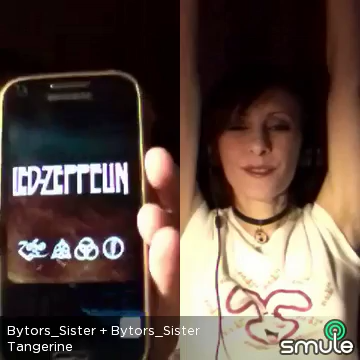 LED-ZEPPELIN
Bytors_Sister + Bytors_Sister
Tangerine
smule